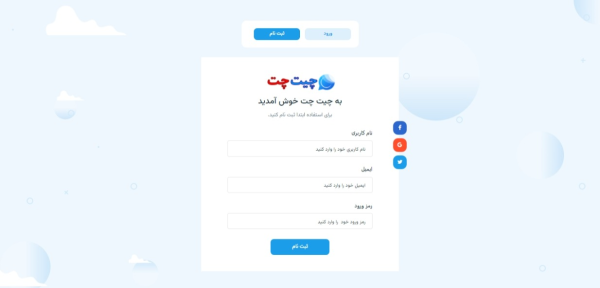 ورود
ثبت نام
چیت چت
به چیت چت خوش آمدید
برای استفاده ابتدا ثبت نام کنید.
نام کاربری
نام کاربری خود را وارد کنید
ایمیل
ایمیل خود را وارد کنید
رمز ورود
رمز ورود خود را وارد کنید
ثبت نام